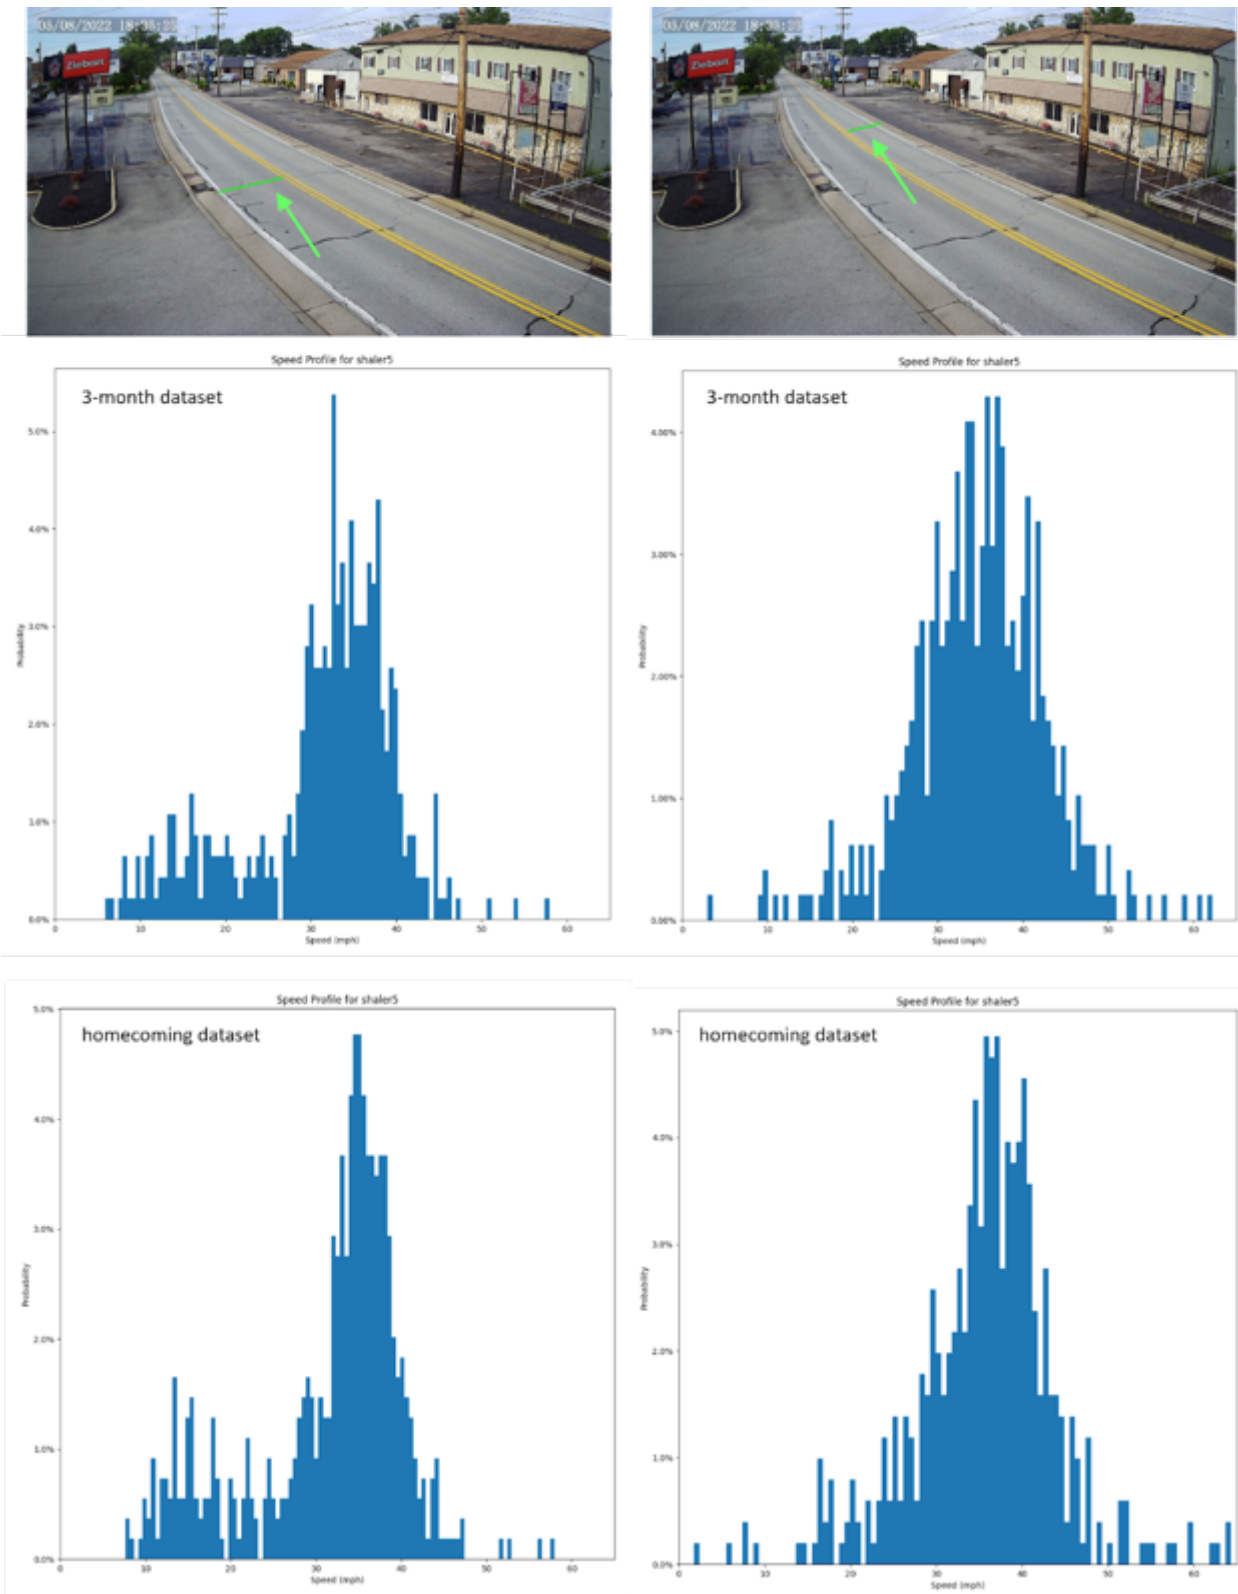 03/08/2022 18:35:22
Ziebart
03/08/2022 18:35:22
Ziebart
Speed Profile for shaler5
3-month dataset
5.0%
4.0%
3.0%
2.0%
1.0%
0.0%
Probability
0 10 20 30 40 50 60
Speed (mph)
Speed Profile for shaler5
3-month dataset
4.00%
3.00%
2.00%
1.00%
0.00%
Probability
0 10 20 30 40 50 60
Speed (mph)
Speed Profile for shaler5
homecoming dataset
5.0%
4.0%
3.0%
2.0%
1.0%
0.0%
Probability
0 10 20 30 40 50 60
Speed (mph)
Speed Profile for shaler5
homecoming dataset
5.0%
4.0%
3.0%
2.0%
1.0%
0.0%
Probability
0 10 20 30 40 50 60
Speed (mph)